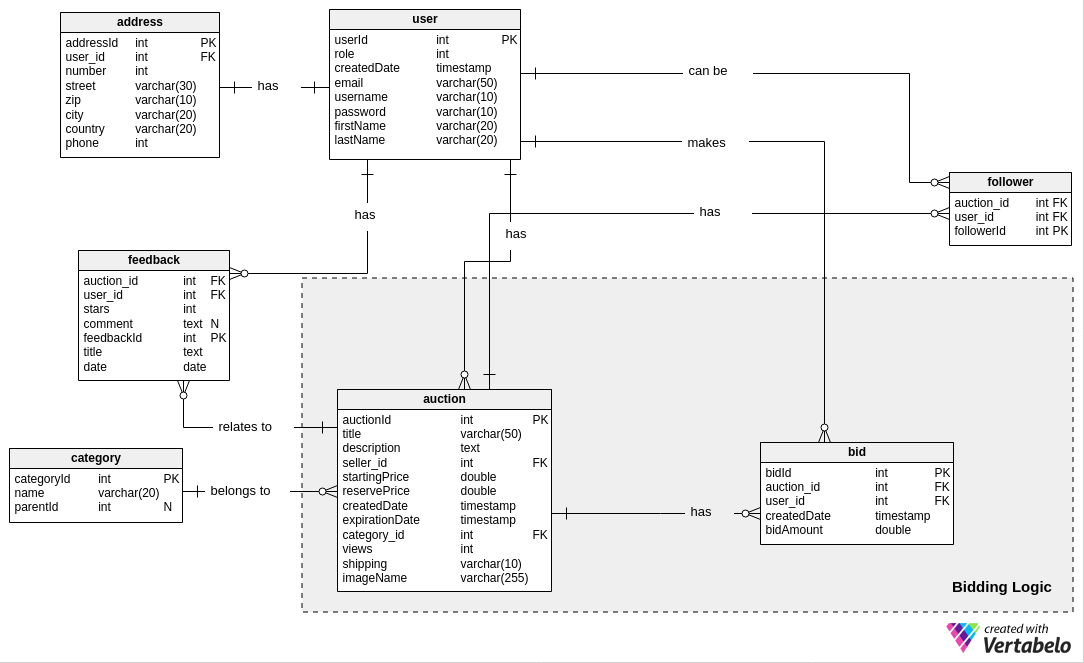 address
addressId int PK
user_id int FK
number int
street varchar(30)
zip varchar(10)
city varchar(20)
country varchar(20)
phone int
has
user
userId int PK
role int
createdDate timestamp
email varchar(50)
username varchar(10)
password varchar(10)
firstName varchar(20)
lastName varchar(20)
can be
makes
has
has
has
follower
auction_id int FK
user_id int FK
followerId int PK
feedback
auction_id int FK
user_id int FK
stars int
comment text N
feedbackId int PK
title text
date date
relates to
category
categoryId int PK
name varchar(20)
parentId int N
belongs to
auction
auctionId int PK
title varchar(50)
description text
seller_id int FK
startingPrice double
reservePrice double
createdDate timestamp
expirationDate timestamp
category_id int FK
views int
shipping varchar(10)
imageName varchar(255)
has
bid
bidId int PK
auction_id int FK
user_id int FK
createdDate timestamp
bidAmount double
Bidding Logic
created with
Vertabelo